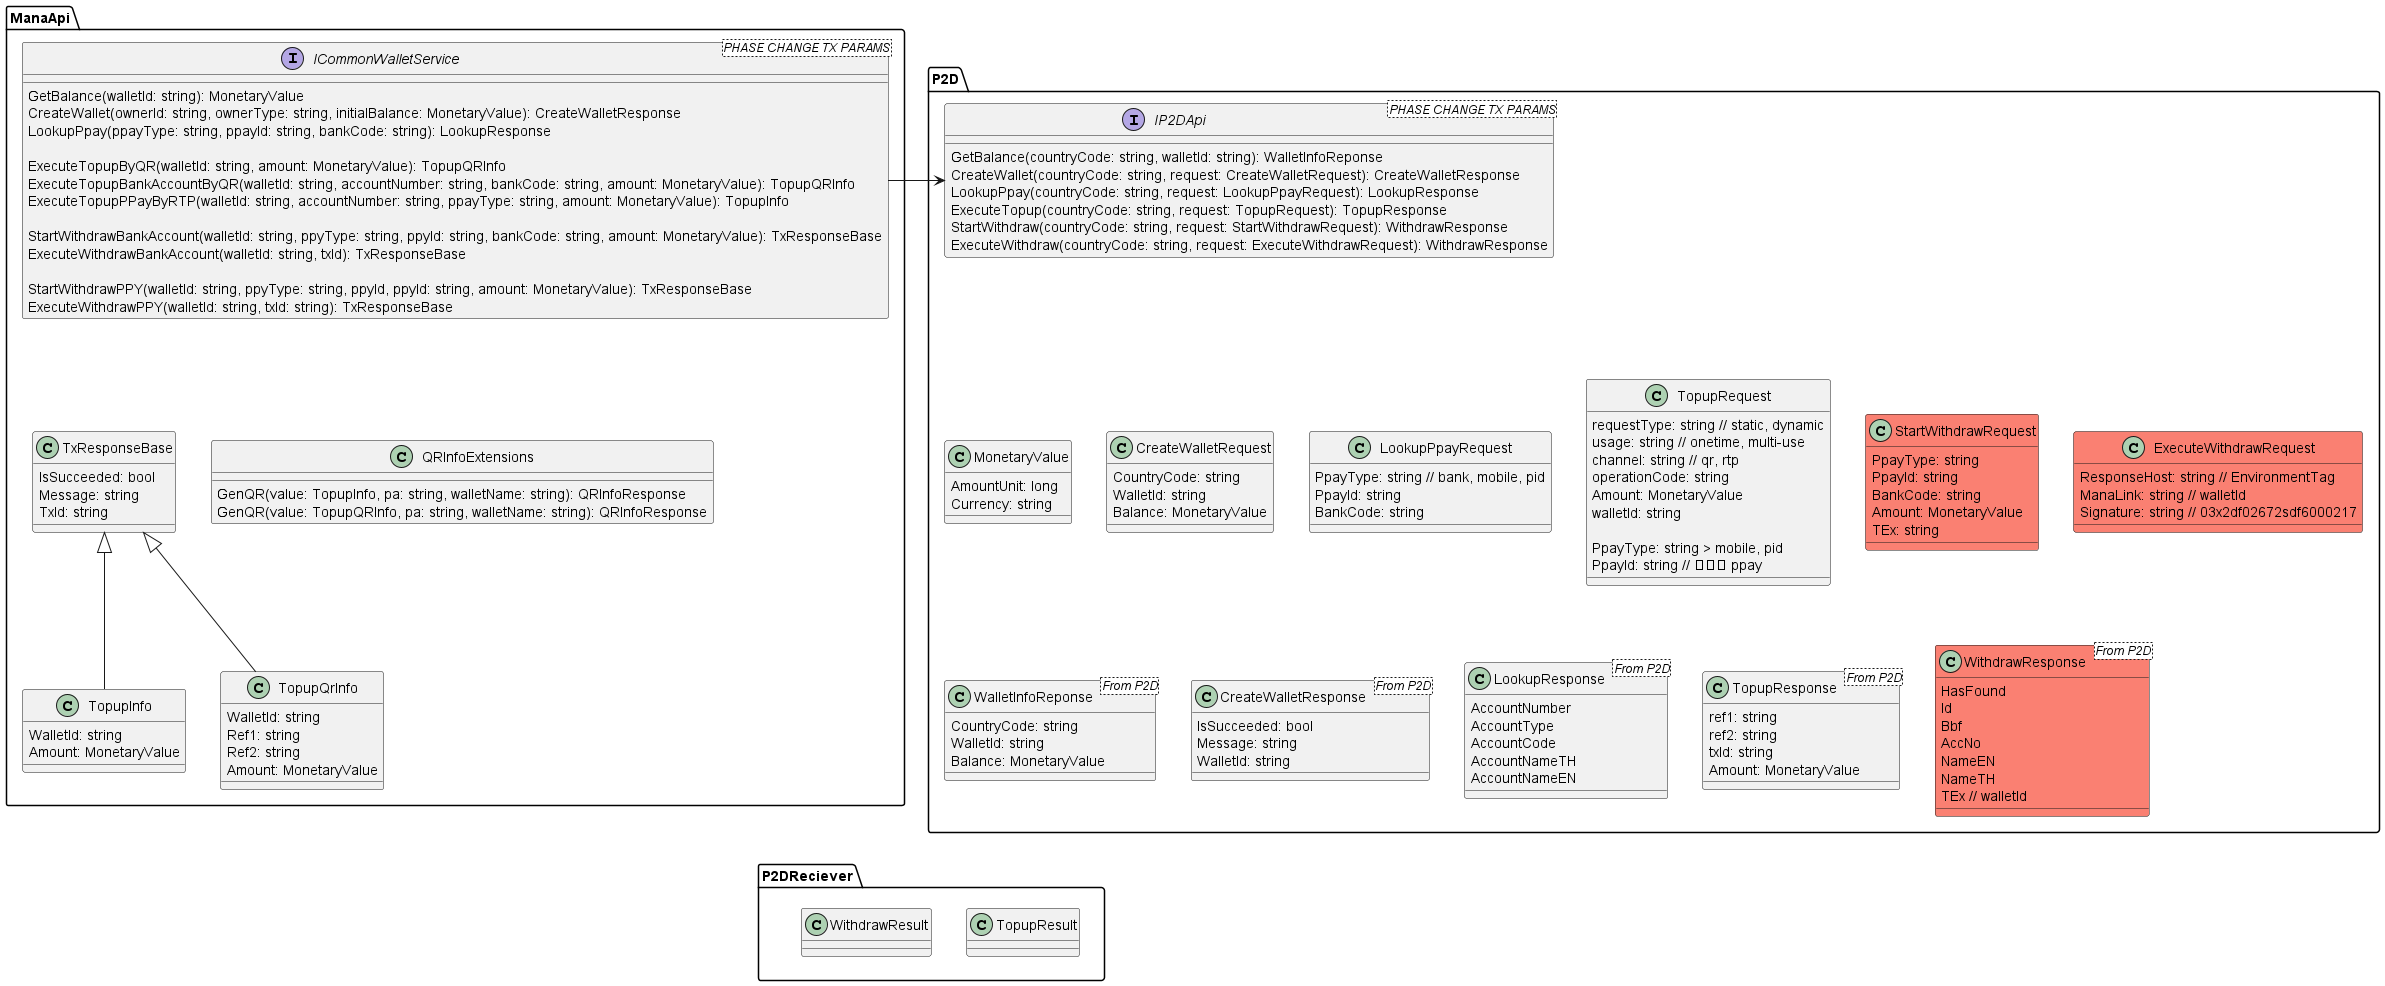 ManaApi
ICommonWalletService
PHASE CHANGE TX PARAMS
GetBalance(walletId: string): MonetaryValue
CreateWallet(ownerId: string, ownerType: string, initialBalance: MonetaryValue): CreateWalletResponse
LookupPpay(ppayType: string, ppayId: string, bankCode: string): LookupResponse
ExecuteTopupByQR(walletId: string, amount: MonetaryValue): TopupQRInfo
ExecuteTopupBankAccountByQR(walletId: string, accountNumber: string, bankCode: string, amount: MonetaryValue): TopupQRInfo
ExecuteTopupPPayByRTP(walletId: string, accountNumber: string, ppayType: string, amount: MonetaryValue): TopupInfo
StartWithdrawBankAccount(walletId: string, ppyType: string, ppyId: string, bankCode: string, amount: MonetaryValue): TxResponseBase
ExecuteWithdrawBankAccount(walletId: string, txId): TxResponseBase
StartWithdrawPPY(walletId: string, ppyType: string, ppyId, ppyId: string, amount: MonetaryValue): TxResponseBase
ExecuteWithdrawPPY(walletId: string, txId: string): TxResponseBase
TxResponseBase
IsSucceeded: bool
Message: string
TxId: string
QRInfoExtensions
GenQR(value: TopupInfo, pa: string, walletName: string): QRInfoResponse
GenQR(value: TopupQRInfo, pa: string, walletName: string): QRInfoResponse
TopupInfo
WalletId: string
Amount: MonetaryValue
TopupQrInfo
WalletId: string
Ref1: string
Ref2: string
Amount: MonetaryValue
P2D
IP2DApi
PHASE CHANGE TX PARAMS
GetBalance(countryCode: string, walletId: string): WalletInfoReponse
CreateWallet(countryCode: string, request: CreateWalletRequest): CreateWalletResponse
LookupPpay(countryCode: string, request: LookupPpayRequest): LookupResponse
ExecuteTopup(countryCode: string, request: TopupRequest): TopupResponse
StartWithdraw(countryCode: string, request: StartWithdrawRequest): WithdrawResponse
ExecuteWithdraw(countryCode: string, request: ExecuteWithdrawRequest): WithdrawResponse
MonetaryValue
AmountUnit: long
Currency: string
CreateWalletRequest
CountryCode: string
WalletId: string
Balance: MonetaryValue
LookupPpayRequest
PpayType: string // bank, mobile, pid
PpayId: string
BankCode: string
TopupRequest
requestType: string // static, dynamic
usage: string // onetime, multi-use
channel: string // qr, rtp
operationCode: string
Amount: MonetaryValue
walletId: string
PpayType: string > mobile, pid
PpayId: string // ppay
StartWithdrawRequest
PpayType: string
PpayId: string
BankCode: string
Amount: MonetaryValue
TEx: string
ExecuteWithdrawRequest
ResponseHost: string // EnvironmentTag
ManaLink: string // walletId
Signature: string // 03x2df02672sdf6000217
WalletInfoReponse
From P2D
CountryCode: string
WalletId: string
Balance: MonetaryValue
CreateWalletResponse
From P2D
IsSucceeded: bool
Message: string
WalletId: string
LookupResponse
From P2D
AccountNumber
AccountType
AccountCode
AccountNameTH
AccountNameEN
TopupResponse
From P2D
ref1: string
ref2: string
txId: string
Amount: MonetaryValue
WithdrawResponse
From P2D
HasFound
Id
Bbf
AccNo
NameEN
NameTH
TEx // walletId
P2DReciever
WithdrawResult
TopupResult